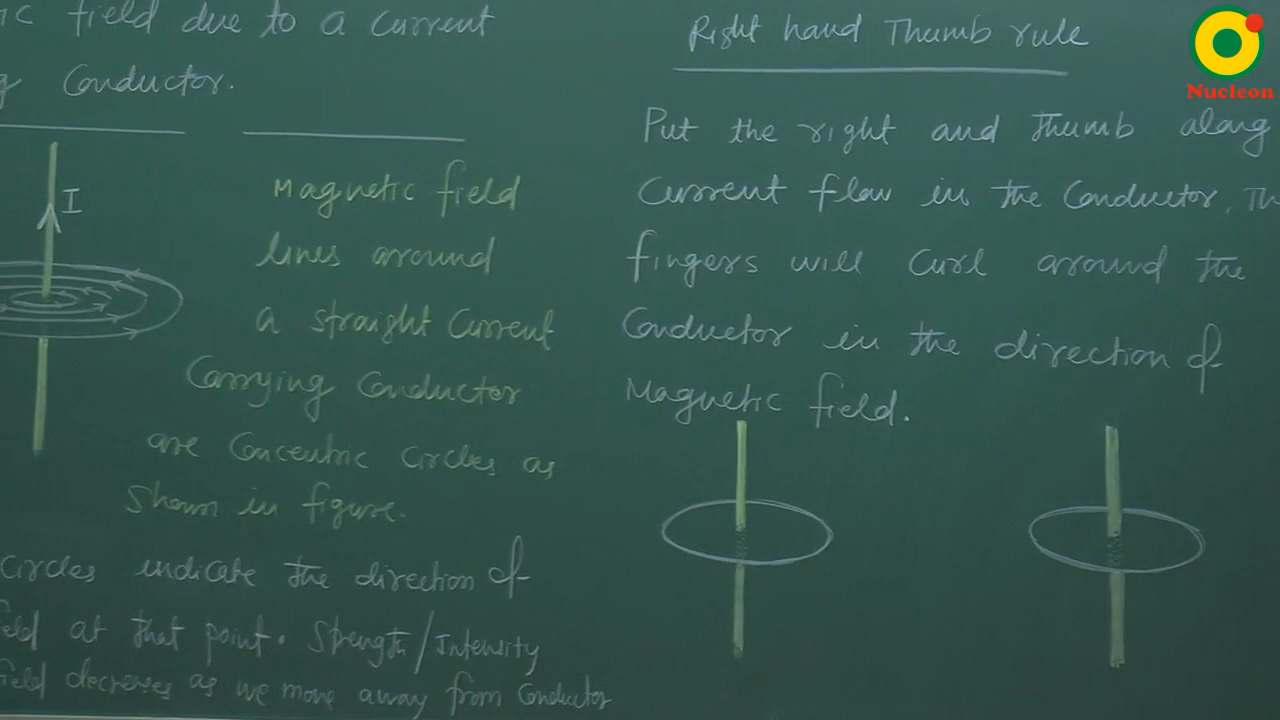 ic field due to a current
g Conductor.
I
Magnetic field
lines around
a straight Current
Carrying Conductor
are Concentric Circles as
shown in figure.
Circles indicate the direction of
field at that point. Strength/Intensity
field decreses as we move away from Conductor
Right hand Thumb rule
Put the right and thumb along
Current flow in the Conductor, Th
fingers will Curl around the
Conductor in the direction of
Magnetic field.
Nucleon